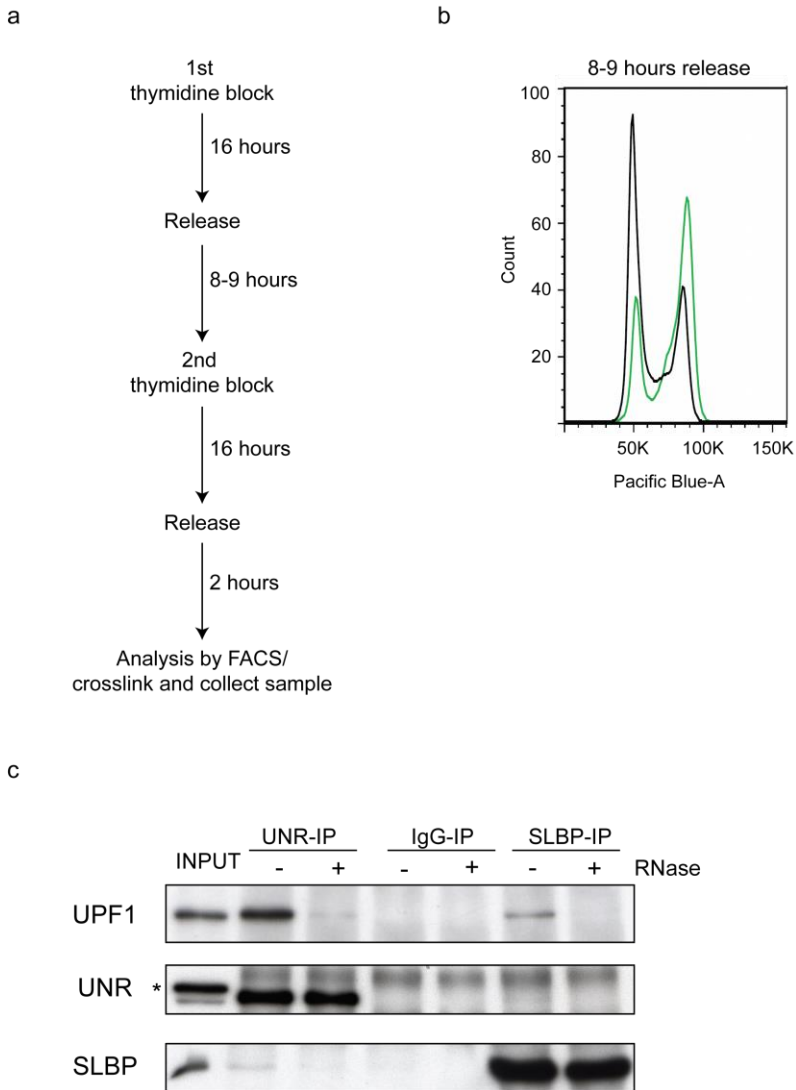 a
1st
thymidine block
16 hours
Release
8-9 hours
2nd
thymidine block
16 hours
Release
2 hours
Analysis by FACS/
crosslink and collect sample
b
8-9 hours release
100
80
60
40
20
Count
50K 100K 150K
Pacific Blue-A
c
INPUT UNR-IP IgG-IP SLBP-IP
- + - + - + RNase
UPF1
UNR *
SLBP